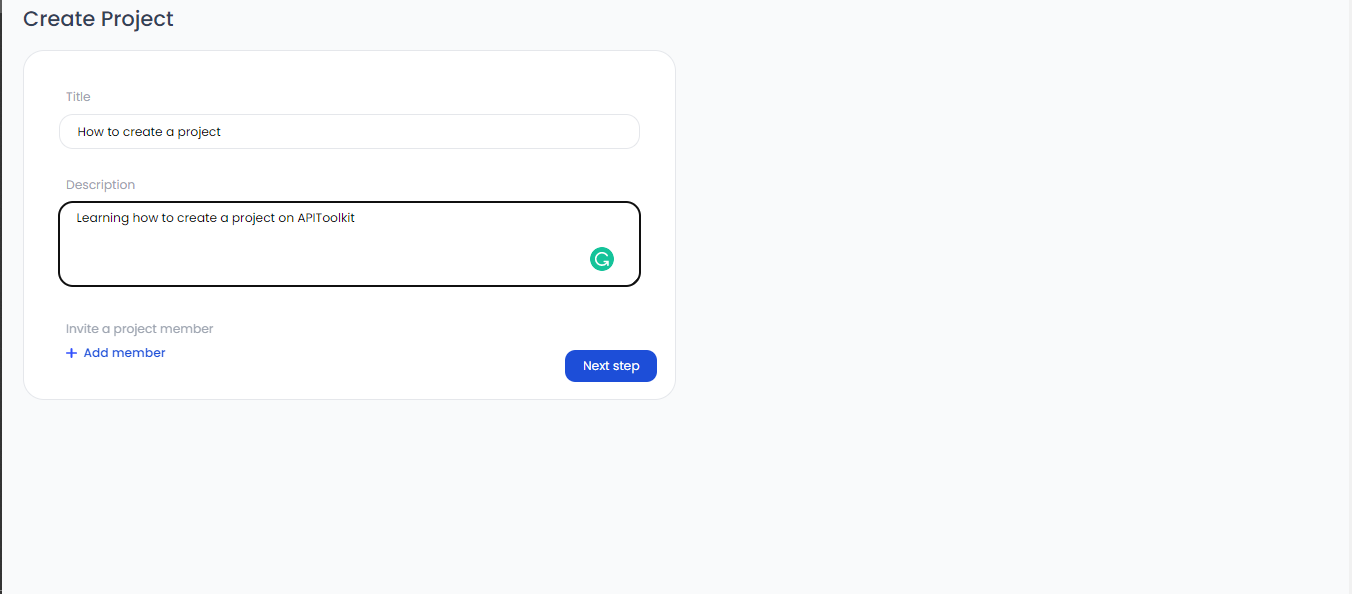 Create Project
Title
How to create a project
Description
Learning how to create a project on APIToolkit
Invite a project member
+ Add member
Next step